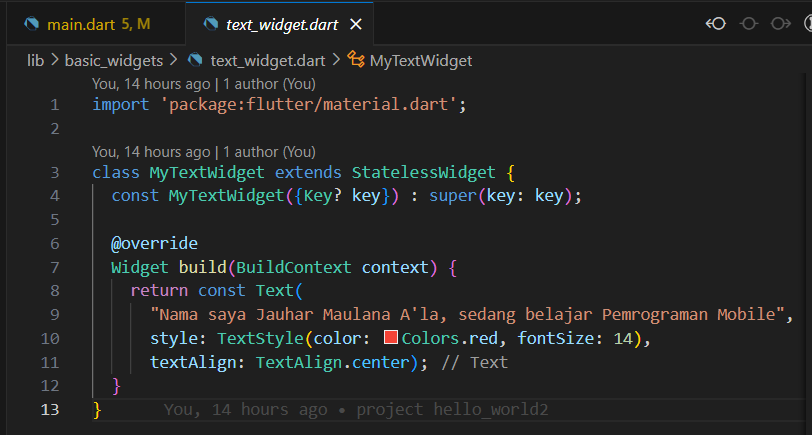 main.dart 5, M text_widget.dart
lib > basic_widgets > text_widget.dart > MyTextWidget
You, 14 hours ago | 1 author (You)
1 import 'package:flutter/material.dart';
2
You, 14 hours ago | 1 author (You)
3 class MyTextWidget extends StatelessWidget {
4 const MyTextWidget({Key? key}) : super(key: key);
5
6 @override
7 Widget build(BuildContext context) {
8 return const Text(
9 "Nama saya Jauhar Maulana A'la, sedang belajar Pemrograman Mobile",
10 style: TextStyle(color: Colors.red, fontSize: 14),
11 textAlign: TextAlign.center); // Text
12 }
13 } You, 14 hours ago • project hello_world2